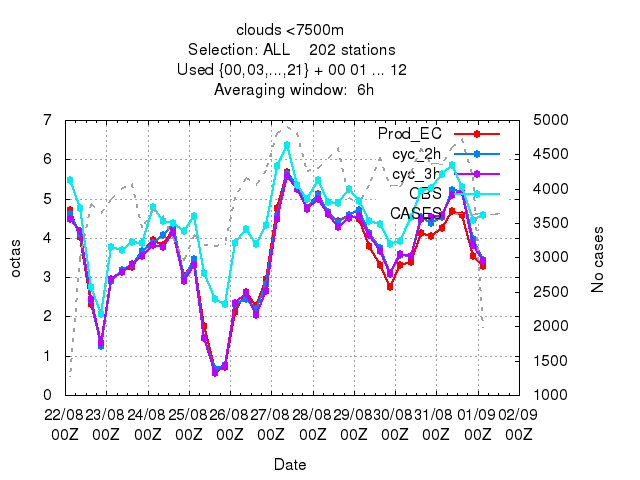 clouds <7500m
Selection: ALL    202 stations
Used {00,03,...,21} + 00 01 ... 12
Averaging window:  6h
7
6
5
4
3
2
1
0
octas
5000
4500
4000
3500
3000
2500
2000
1500
1000
No cases
Prod_EC
cyc_2h
cyc_3h
OBS
CASES
22/08 23/08 24/08 25/08 26/08 27/08 28/08 29/08 30/08 31/08 01/09 02/09
00Z 00Z 00Z 00Z 00Z 00Z 00Z 00Z 00Z 00Z 00Z 00Z
Date